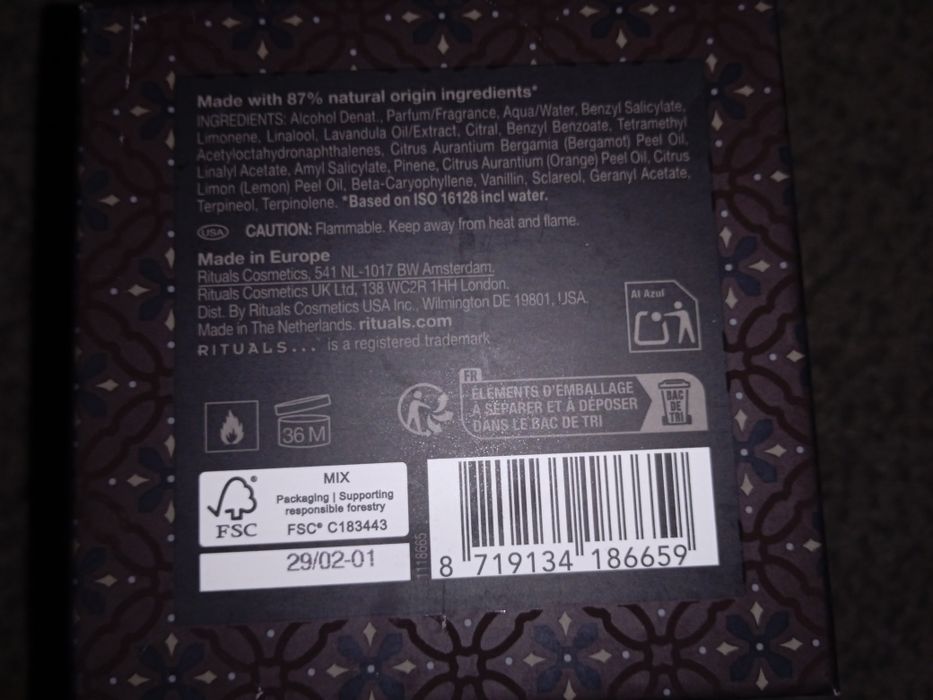 Made with 87% natural origin ingredients*
INGREDIENTS: Alcohol Denat., Parfum/Fragrance, Aqua/Water, Benzyl Salicylate,
Limonene, Linalool, Lavandula Oil/Extract, Citral, Benzyl Benzoate, Tetramethyl
Acetyloctahydronaphthalenes, Citrus Aurantium Bergamia (Bergamot) Peel Oil,
Linalyl Acetate, Amyl Salicylate, Pinene, Citrus Aurantium (Orange) Peel Oil, Citrus
Limon (Lemon) Peel Oil, Beta-Caryophyllene, Vanillin, Sclareol, Geranyl Acetate,
Terpineol, Terpinolene. *Based on ISO 16128 incl water.
USA CAUTION: Flammable. Keep away from heat and flame.
Made in Europe
Rituals Cosmetics, 541 NL-1017 BW Amsterdam.
Rituals Cosmetics UK Ltd, 138 WC2R 1HH London.
Dist. By Rituals Cosmetics USA Inc., Wilmington DE 19801, USA.
Made in The Netherlands. rituals.com
RITUALS... is a registered trademark
Al Azul
36 M
FR
ÉLÉMENTS D'EMBALLAGE
À SÉPARER ET À DÉPOSER
DANS LE BAC DE TRI
BAC
DE
TRI
FSC
MIX
Packaging | Supporting
responsible forestry
FSC® C183443
29/02-01
1118665
8 719134 186659